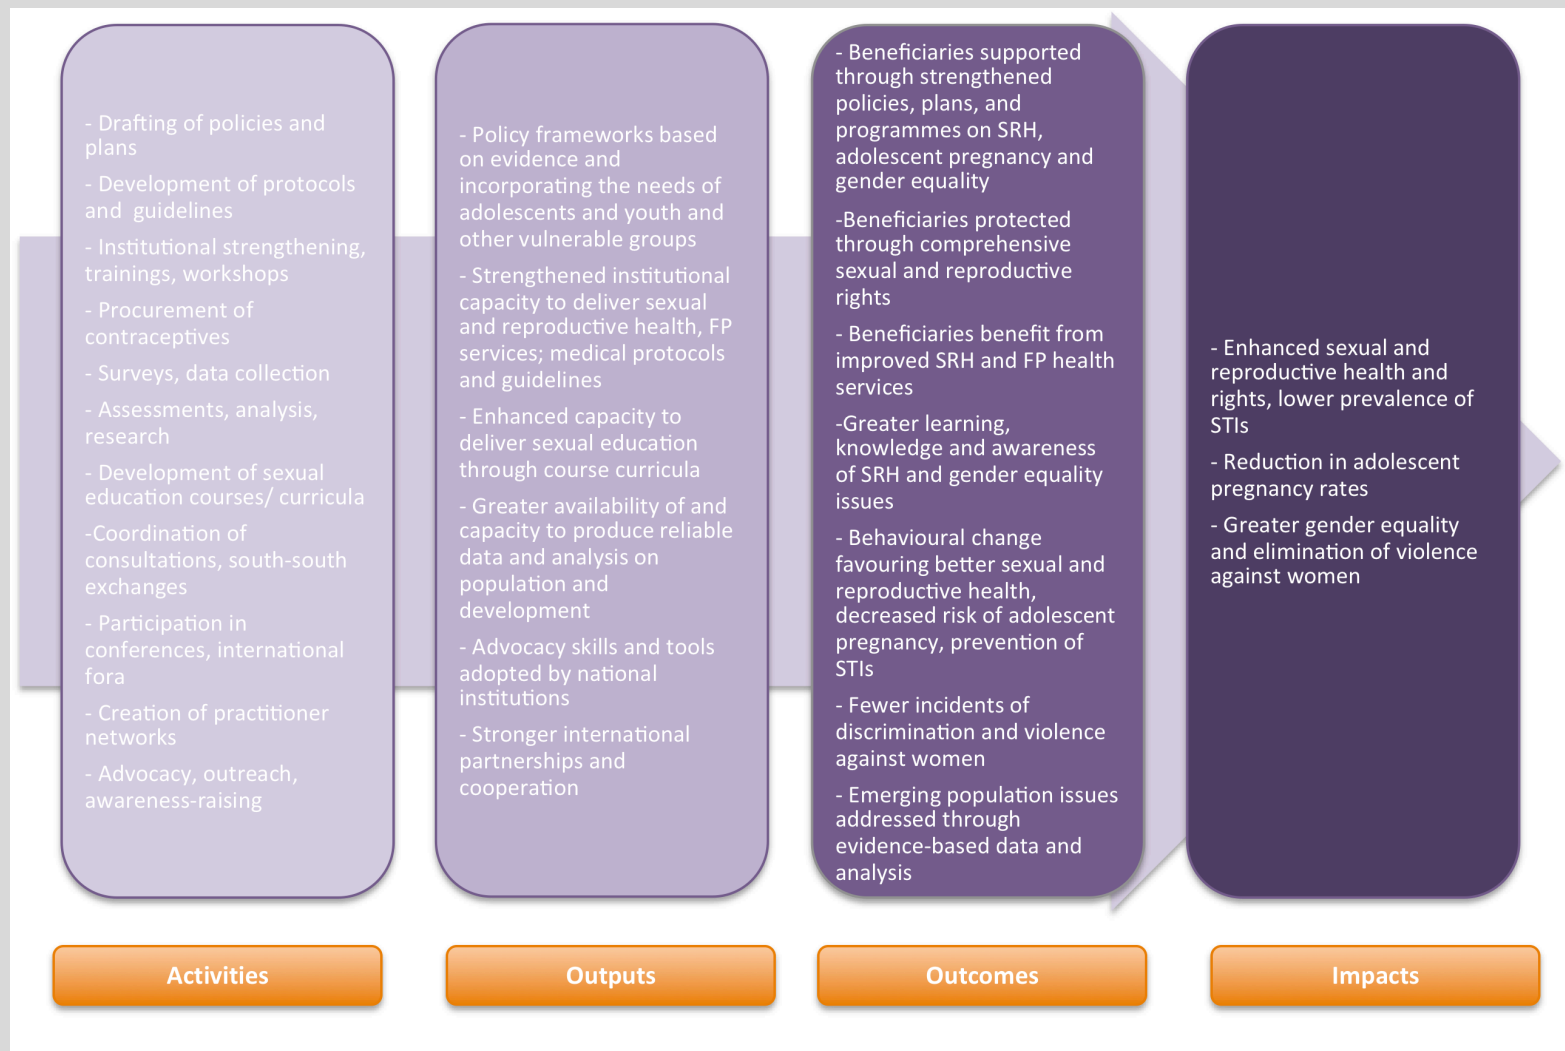 - Drafting of policies and
plans
- Development of protocols
and  guidelines
- Institutional strengthening,
trainings, workshops
- Procurement of
contraceptives
- Surveys, data collection
- Assessments, analysis,
research
- Development of sexual
education courses/ curricula
-Coordination of
consultations, south-south
exchanges
- Participation in
conferences, international
fora
- Creation of practitioner
networks
- Advocacy, outreach,
awareness-raising
- Policy frameworks based
on evidence and
incorporating the needs of
adolescents and youth and
other vulnerable groups
- Strengthened institutional
capacity to deliver sexual
and reproductive health, FP
services; medical protocols
and guidelines
- Enhanced capacity to
deliver sexual education
through course curricula
- Greater availability of and
capacity to produce reliable
data and analysis on
population and
development
- Advocacy skills and tools
adopted by national
institutions
- Stronger international
partnerships and
cooperation
- Beneficiaries supported
through strengthened
policies, plans, and
programmes on SRH,
adolescent pregnancy and
gender equality
-Beneficiaries protected
through comprehensive
sexual and reproductive
rights
- Beneficiaries benefit from
improved SRH and FP health
services
-Greater learning,
knowledge and awareness
of SRH and gender equality
issues
- Behavioural change
favouring better sexual and
reproductive health,
decreased risk of adolescent
pregnancy, prevention of
STIs
- Fewer incidents of
discrimination and violence
against women
- Emerging population issues
addressed through
evidence-based data and
analysis
- Enhanced sexual and
reproductive health and
rights, lower prevalence of
STIs
- Reduction in adolescent
pregnancy rates
- Greater gender equality
and elimination of violence
against women
Activities
Outputs
Outcomes
Impacts